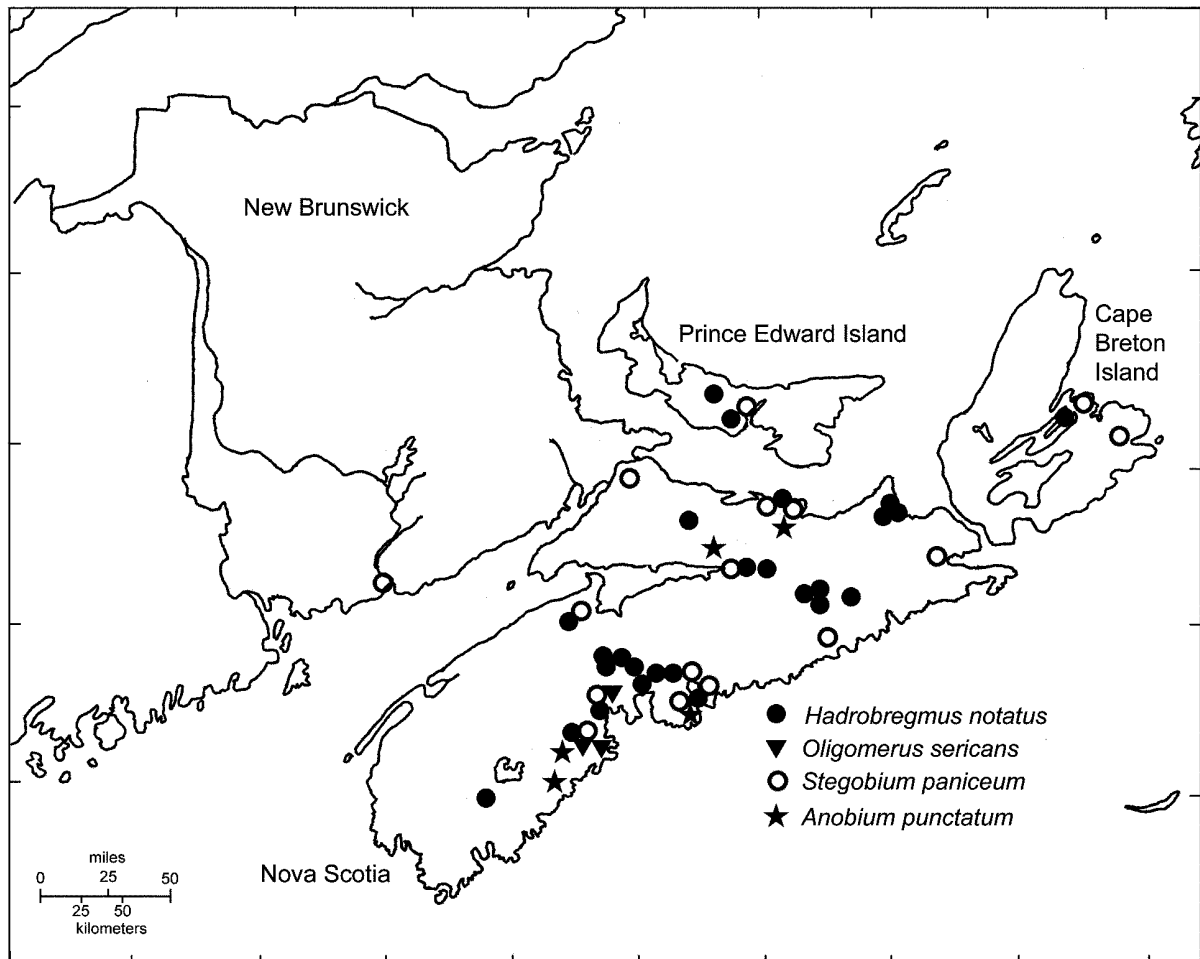 New Brunswick
Prince Edward Island
Cape
Breton
Island
Hadrobregmus notatus
Oligomerus sericans
Stegobium paniceum
Anobium punctatum
Nova Scotia
miles
0 25 50
25 50
kilometers